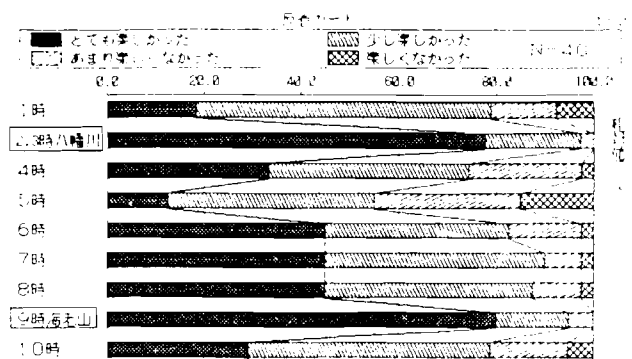 とても楽しかった
少し楽しかった
あまり楽しくなかった
楽しくなかった
N=40
0.0 20.0 40.0 60.0 80.0 100.0
1時
2,3時八幡川
4時
5時
6時
7時
8時
9時海老山
10時